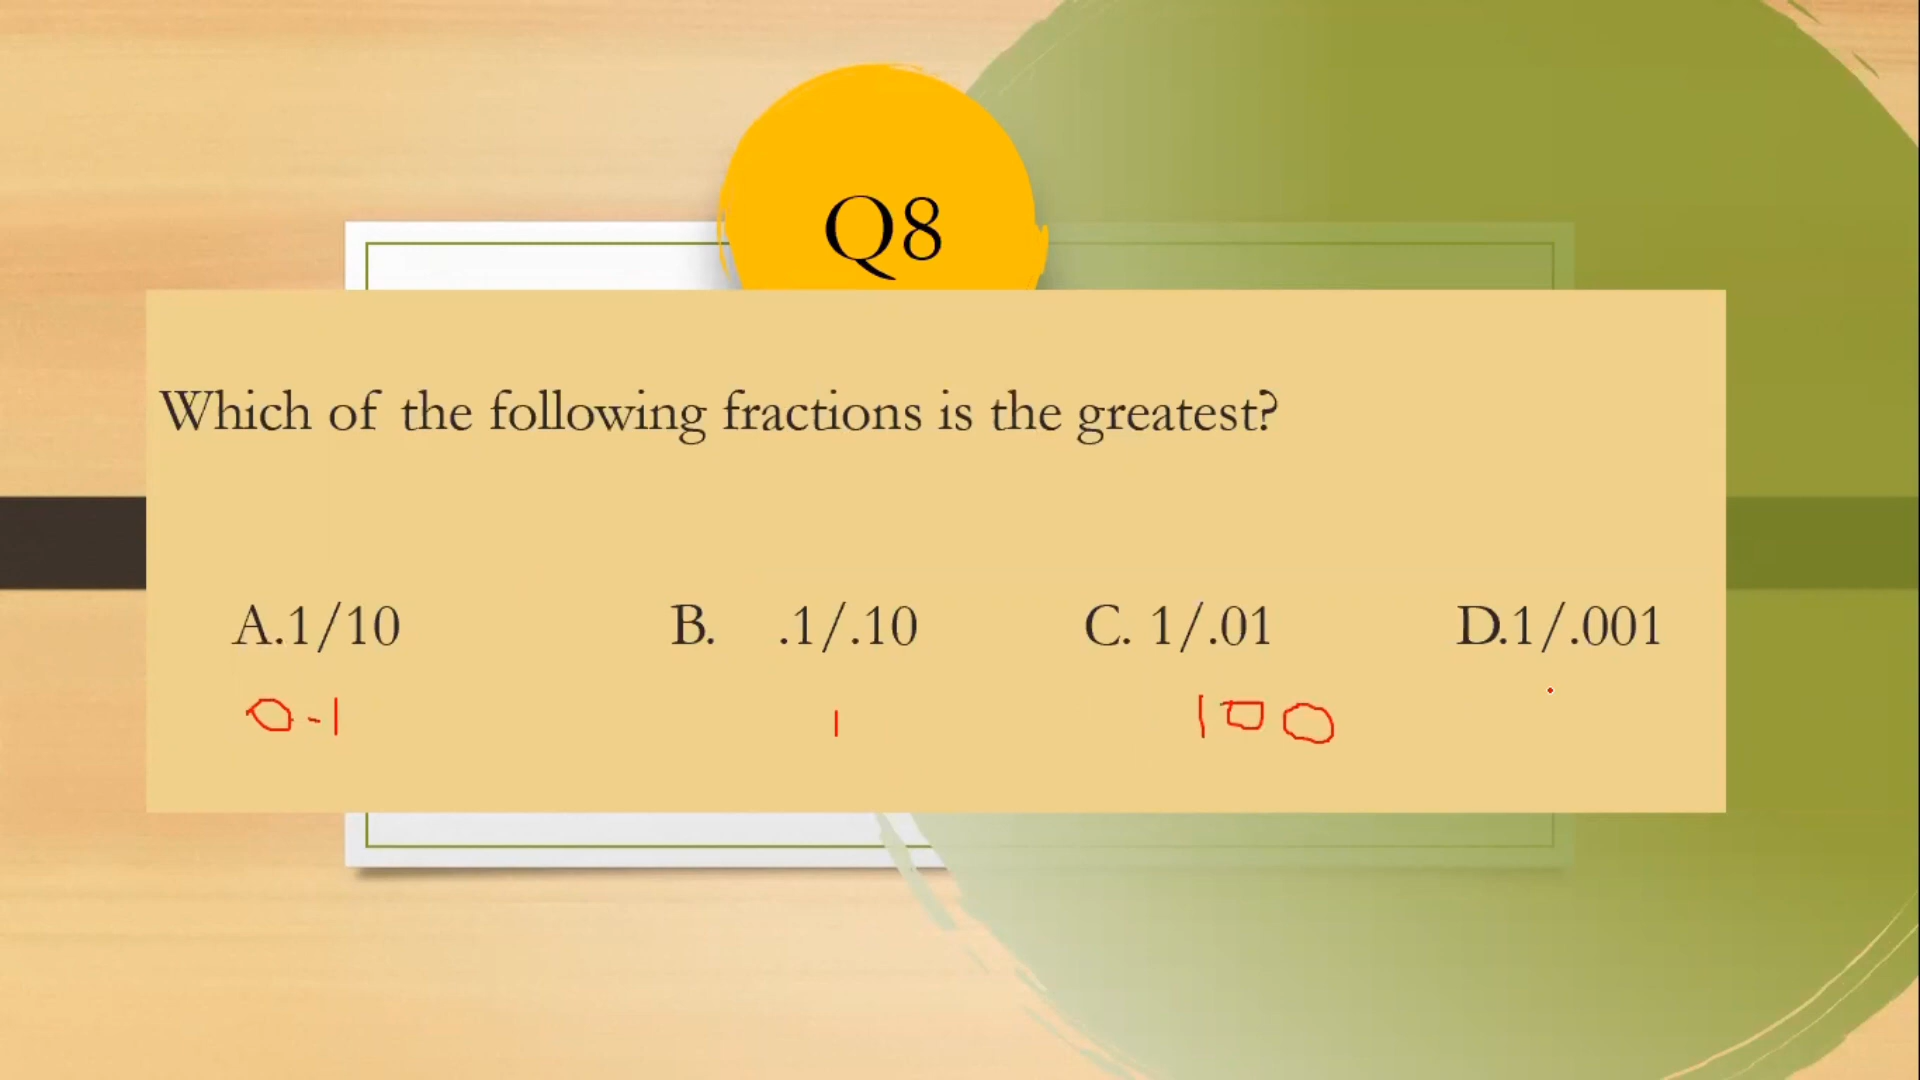 Q8
Which of the following fractions is the greatest?
A.1/10 B. .1/.10 C. 1/.01 D.1/.001
0.1 1 100